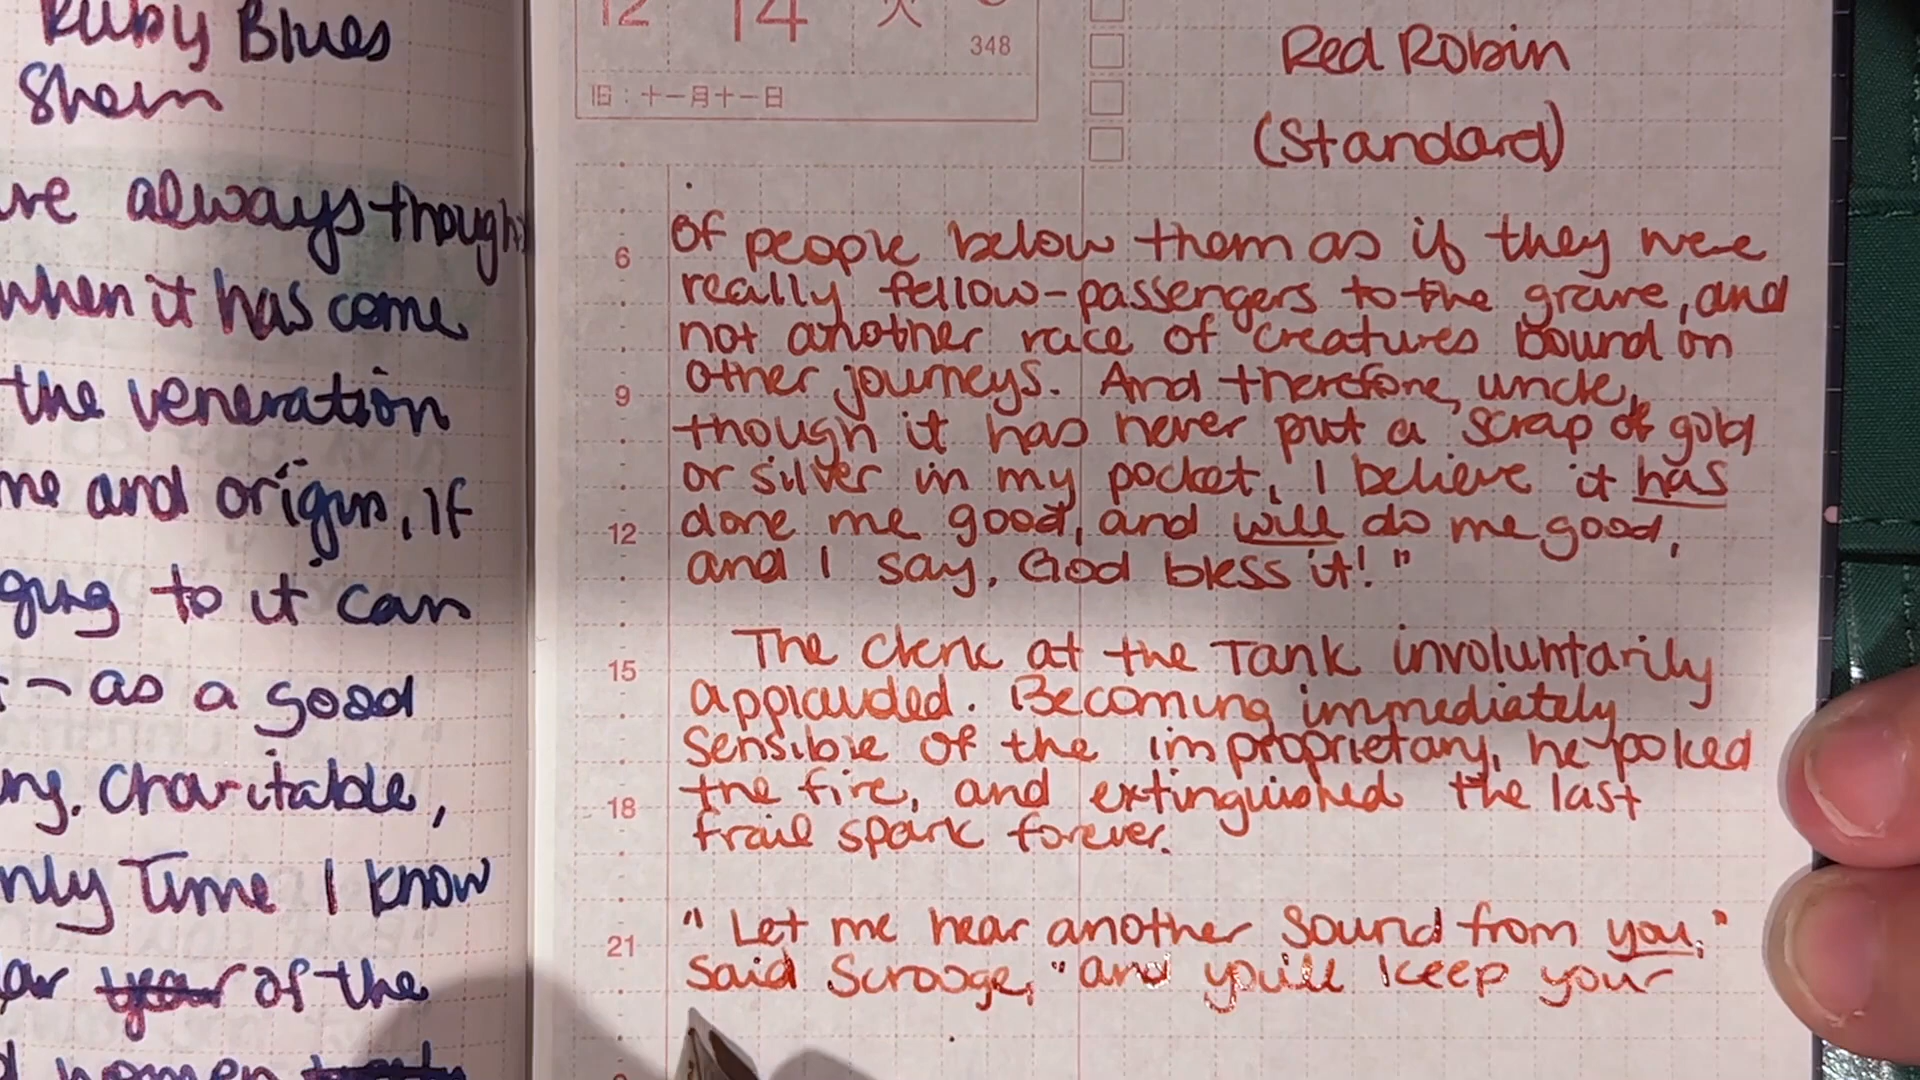 Ruby Blues
Shem
are always though
when it has come
the veneration
me and origin, if
ging to it can
- as a good
ng. Charitable,
nly Time I know
ar year of the
women
12 14 火
348
旧:十一月十一日
Red Robin
(Standard)
of people below them as if they were
6
really fellow-passengers to the grave, and
not another race of creatures bound on
9
other journeys. And therefore, uncle,
though it has never put a scrap of gold
or silver in my pocket, I believe it has
12
done me good, and will do me good,
and I say, God bless it!"
The Clerk at the Tank involuntarily
15
applauded. Becoming immediately
sensible of the improprietary, he poked
18
the fire, and extinguished the last
frail spark forever.
21
"Let me hear another Sound from you,"
said Scrooge, "and you'll keep your